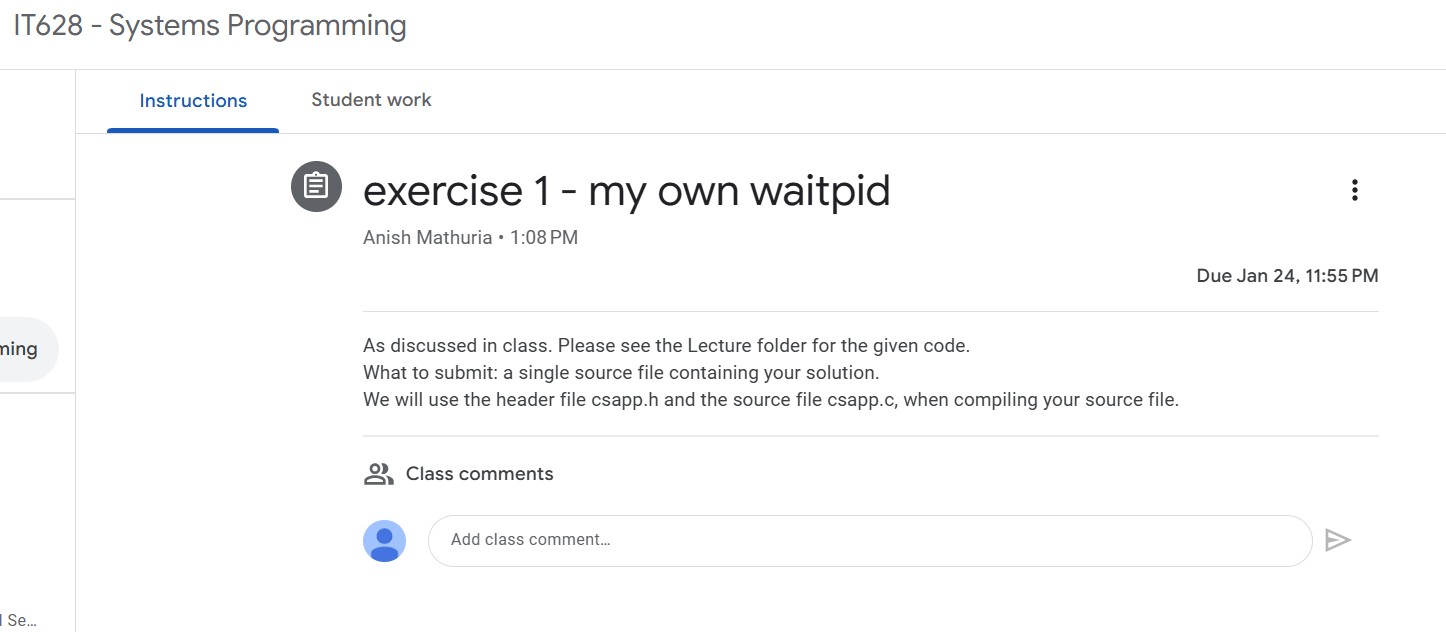 IT628 - Systems Programming
Instructions
Student work
exercise 1 - my own waitpid
Anish Mathuria • 1:08 PM
Due Jan 24, 11:55 PM
ming
As discussed in class. Please see the Lecture folder for the given code.
What to submit: a single source file containing your solution.
We will use the header file csapp.h and the source file csapp.c, when compiling your source file.
Class comments
Add class comment…
Se...